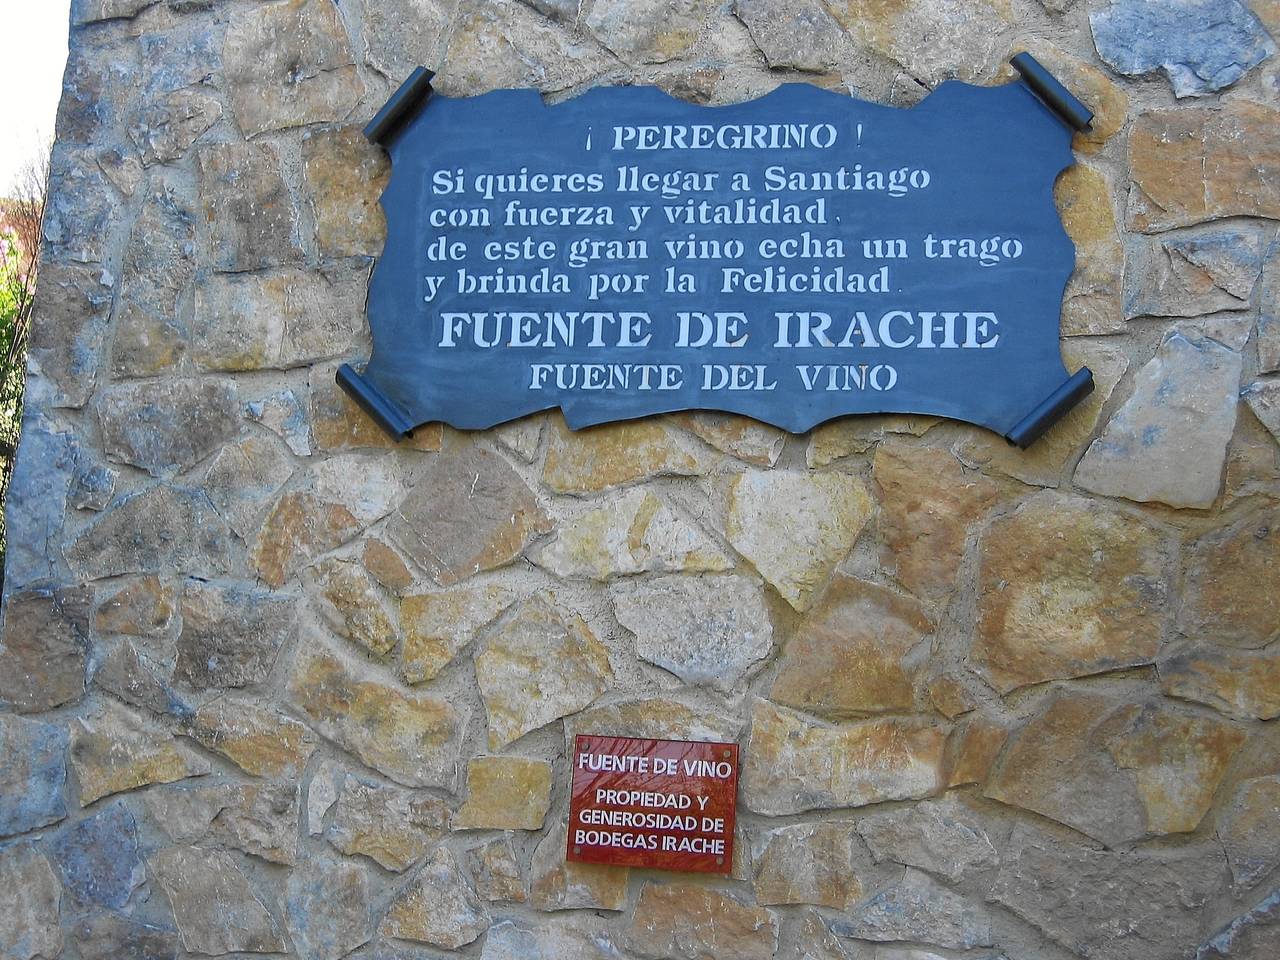 ¡ PEREGRINO !
Si quieres llegar a Santiago
con fuerza y vitalidad,
de este gran vino echa un trago
y brinda por la Felicidad.
FUENTE DE IRACHE
FUENTE DEL VINO
FUENTE DE VINO
PROPIEDAD Y
GENEROSIDAD DE
BODEGAS IRACHE